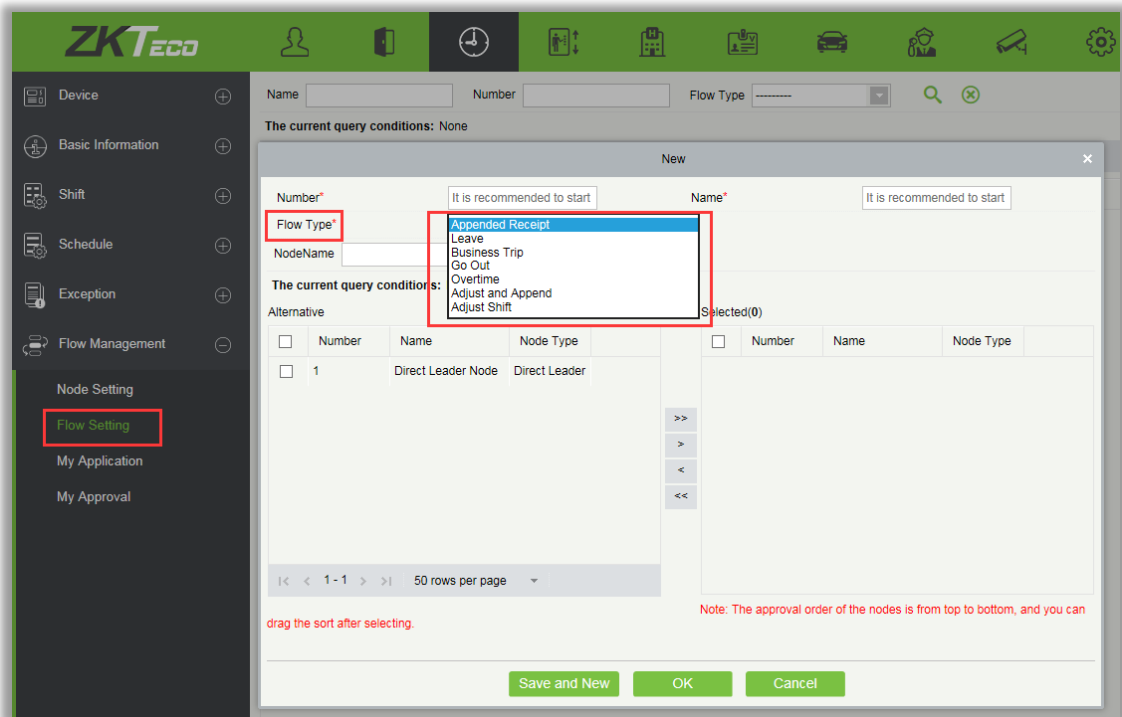 ZKTECO
Device
Basic Information
Shift
Schedule
Exception
Flow Management
Node Setting
Flow Setting
My Application
My Approval
Name Number Flow Type ---------
The current query conditions: None
New
Number* It is recommended to start Name* It is recommended to start
Flow Type*
Appended Receipt
Leave
Business Trip
Go Out
Overtime
Adjust and Append
Adjust Shift
NodeName
The current query conditions:
Alternative Selected(0)
Number Name Node Type Number Name Node Type
1 Direct Leader Node Direct Leader
>>
>
<
<<
|< < 1 - 1 > >| 50 rows per page
Note: The approval order of the nodes is from top to bottom, and you can
drag the sort after selecting.
Save and New OK Cancel